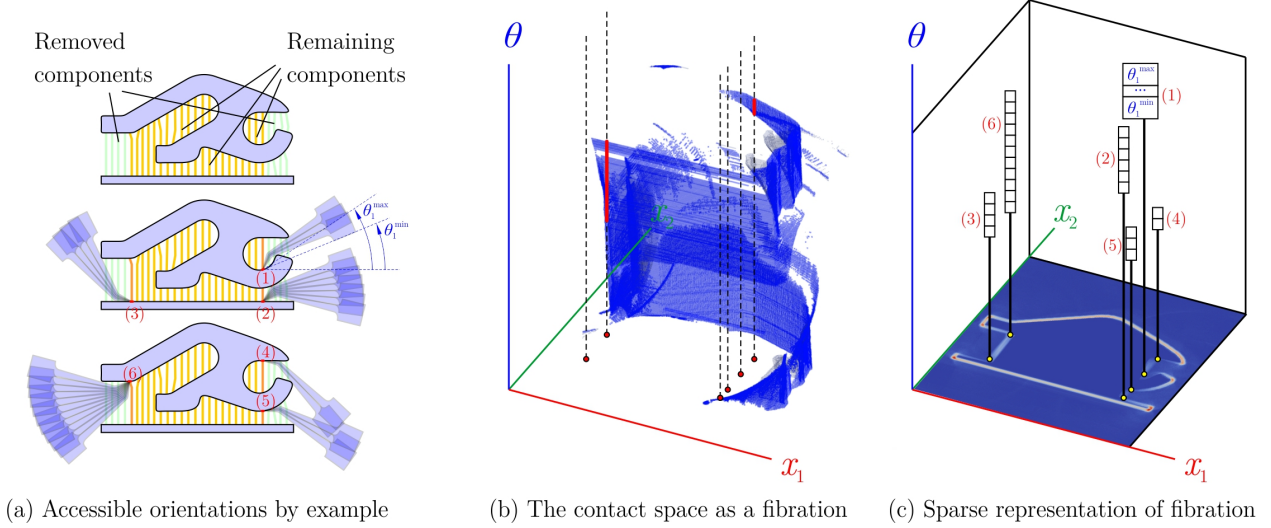 Removed
components
Remaining
components
θ₁ᵐᵃˣ
θ₁ᵐⁱⁿ
(1)
(3)
(2)
(4)
(6)
(5)
(a) Accessible orientations by example
θ
x₂
x₁
(b) The contact space as a fibration
θ
θ₁ᵐᵃˣ
...
θ₁ᵐⁱⁿ
(1)
(6)
(2)
(3)
(4)
(5)
x₂
x₁
(c) Sparse representation of fibration